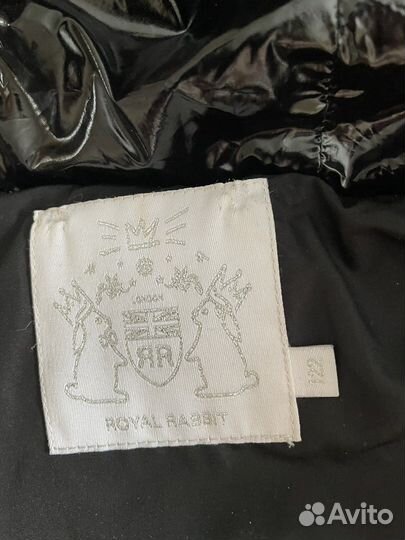 LONDON
RR
ROYAL RABBIT
122
Avito